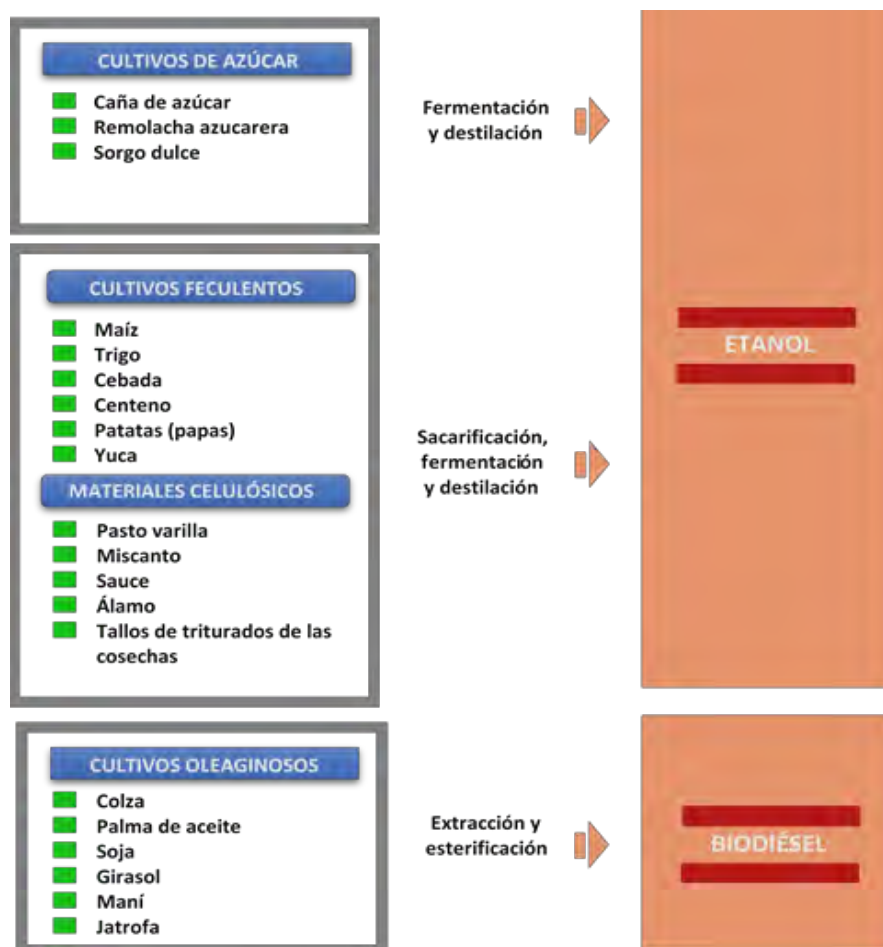 CULTIVOS DE AZÚCAR
Caña de azúcar
Remolacha azucarera
Sorgo dulce
Fermentación
y destilación
CULTIVOS FECULENTOS
Maíz
Trigo
Cebada
Centeno
Patatas (papas)
Yuca
MATERIALES CELULÓSICOS
Pasto varilla
Miscanto
Sauce
Álamo
Tallos de triturados de las
cosechas
Sacarificación,
fermentación
y destilación
ETANOL
CULTIVOS OLEAGINOSOS
Colza
Palma de aceite
Soja
Girasol
Maní
Jatrofa
Extracción y
esterificación
BIODIÉSEL